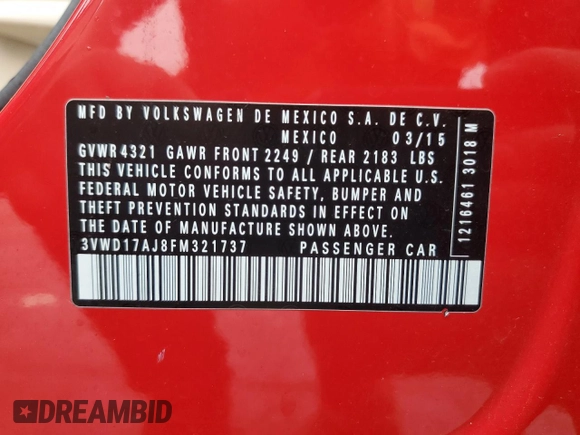 MFD BY VOLKSWAGEN DE MEXICO S.A. DE C.V.
MEXICO 03/15
GVWR 4321 GAWR FRONT 2249 / REAR 2183 LBS
THIS VEHICLE CONFORMS TO ALL APPLICABLE U.S.
FEDERAL MOTOR VEHICLE SAFETY, BUMPER AND
THEFT PREVENTION STANDARDS IN EFFECT ON
THE DATE OF MANUFACTURE SHOWN ABOVE.
3VWD17AJ8FM321737 PASSENGER CAR
1216461 3018 M
DREAMBID